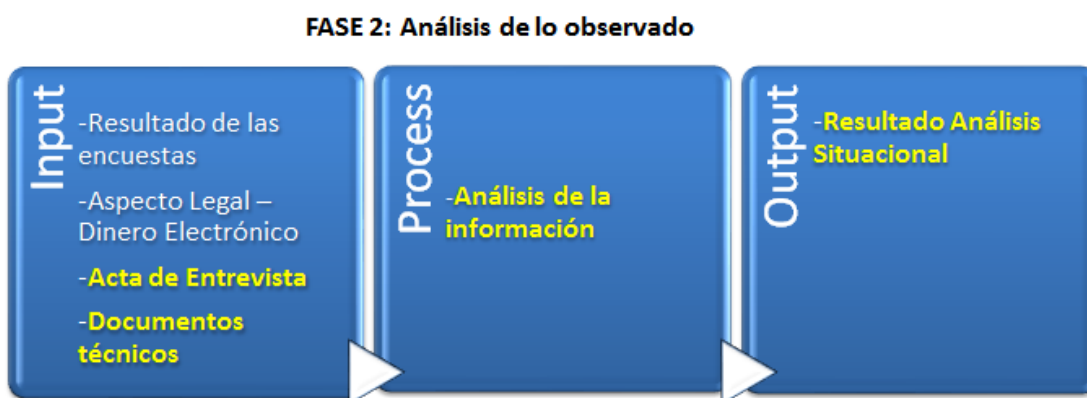 FASE 2: Análisis de lo observado
Input
-Resultado de las
encuestas
-Aspecto Legal –
Dinero Electrónico
-Acta de Entrevista
-Documentos
técnicos
Process
-Análisis de la
información
Output
-Resultado Análisis
Situacional